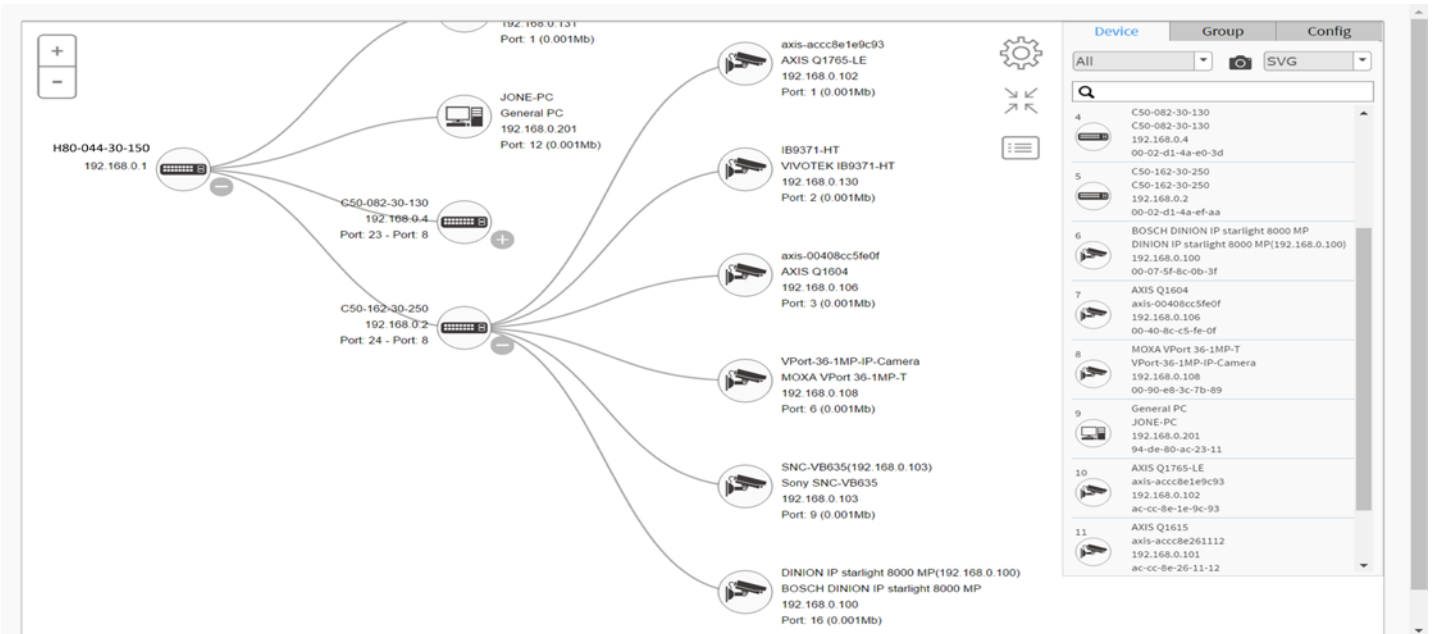 +
−
192.168.0.131
Port: 1 (0.001Mb)
JONE-PC
General PC
192.168.0.201
Port: 12 (0.001Mb)
H80-044-30-150
192.168.0.1
C50-082-30-130
192.168.0.4
Port: 23 - Port: 8
C50-162-30-250
192.168.0.2
Port: 24 - Port: 8
axis-accc8e1e9c93
AXIS Q1765-LE
192.168.0.102
Port: 1 (0.001Mb)
IB9371-HT
VIVOTEK IB9371-HT
192.168.0.130
Port: 2 (0.001Mb)
axis-00408cc5fe0f
AXIS Q1604
192.168.0.106
Port: 3 (0.001Mb)
VPort-36-1MP-IP-Camera
MOXA VPort 36-1MP-T
192.168.0.108
Port: 6 (0.001Mb)
SNC-VB635(192.168.0.103)
Sony SNC-VB635
192.168.0.103
Port: 9 (0.001Mb)
DINION IP starlight 8000 MP(192.168.0.100)
BOSCH DINION IP starlight 8000 MP
192.168.0.100
Port: 16 (0.001Mb)
Device Group Config
All SVG
4
C50-082-30-130
C50-082-30-130
192.168.0.4
00-02-d1-4a-e0-3d
5
C50-162-30-250
C50-162-30-250
192.168.0.2
00-02-d1-4a-ef-aa
6
BOSCH DINION IP starlight 8000 MP
DINION IP starlight 8000 MP(192.168.0.100)
192.168.0.100
00-07-5f-8c-0b-3f
7
AXIS Q1604
axis-00408cc5fe0f
192.168.0.106
00-40-8c-c5-fe-0f
8
MOXA VPort 36-1MP-T
VPort-36-1MP-IP-Camera
192.168.0.108
00-90-e8-3c-7b-89
9
General PC
JONE-PC
192.168.0.201
94-de-80-ac-23-11
10
AXIS Q1765-LE
axis-accc8e1e9c93
192.168.0.102
ac-cc-8e-1e-9c-93
11
AXIS Q1615
axis-accc8e261112
192.168.0.101
ac-cc-8e-26-11-12